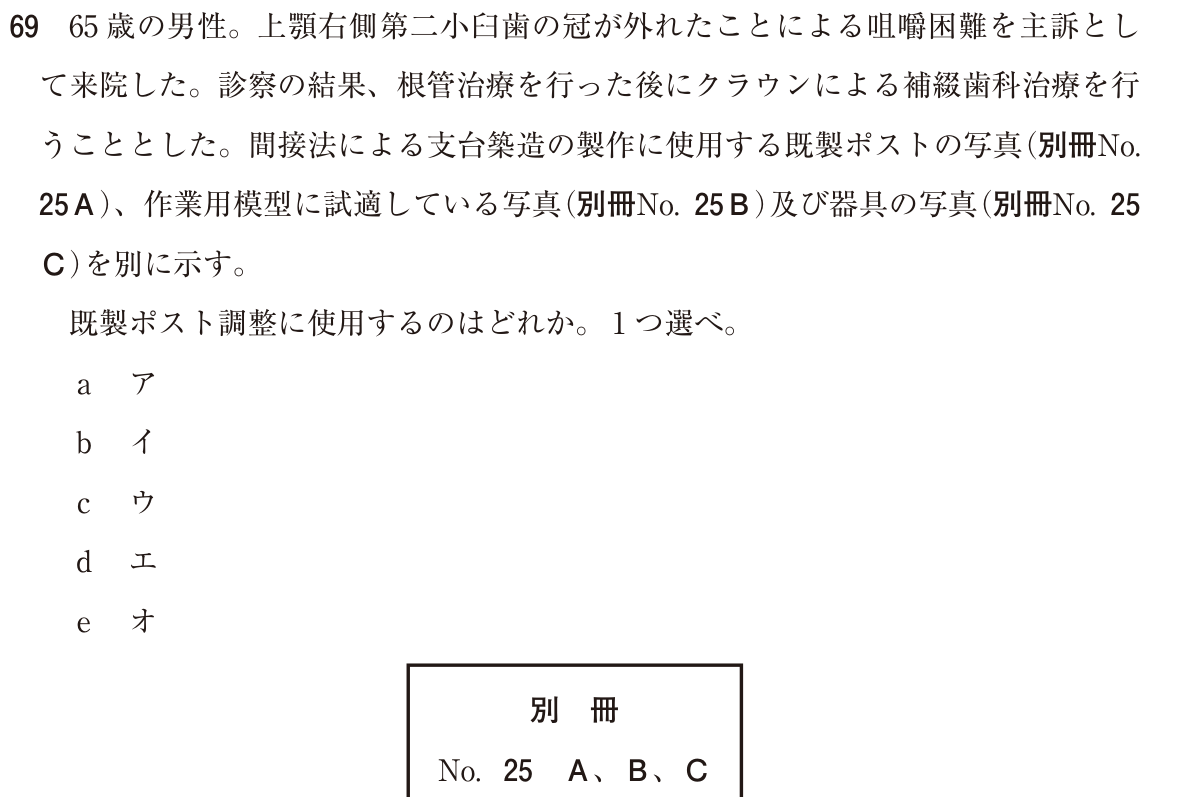 69 65歳の男性。上顎右側第二小臼歯の冠が外れたことによる咀嚼困難を主訴とし
て来院した。診察の結果、根管治療を行った後にクラウンによる補綴歯科治療を行
うこととした。間接法による支台築造の製作に使用する既製ポストの写真(別冊No.
25A)、作業用模型に試適している写真(別冊No. 25B)及び器具の写真(別冊No. 25
C)を別に示す。
既製ポスト調整に使用するのはどれか。1つ選べ。
a ア
b イ
c ウ
d エ
e オ
別 冊
No. 25 A、B、C